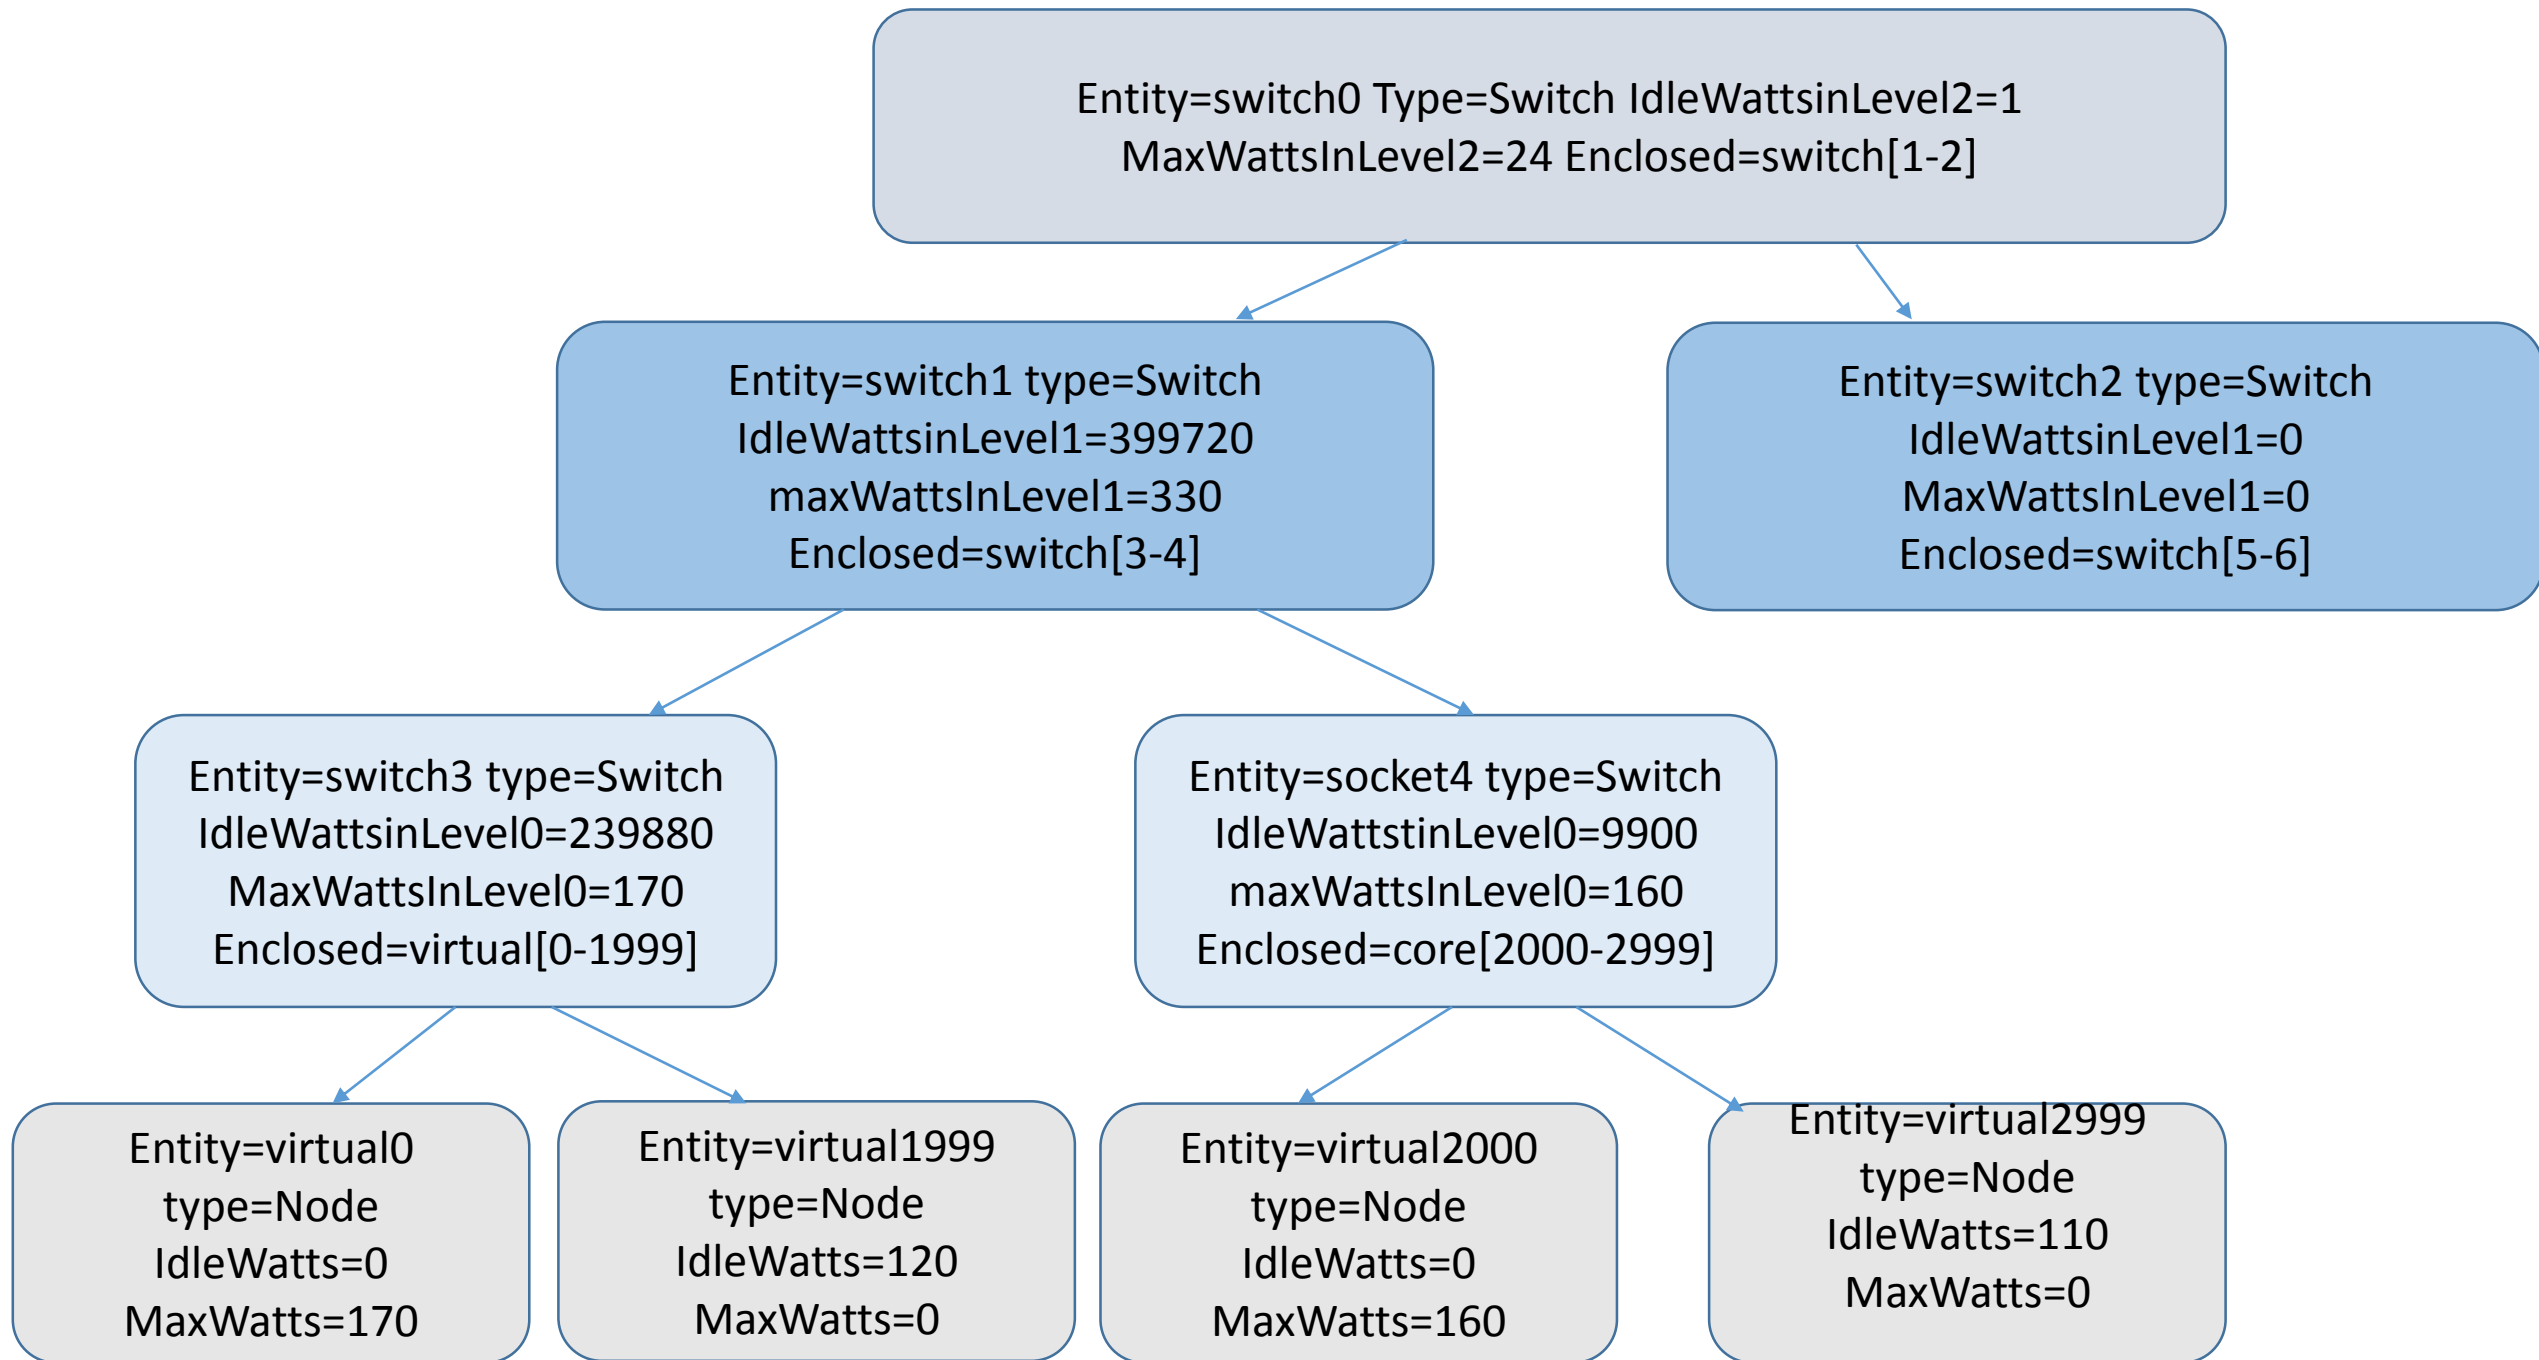 Entity=switch0 Type=Switch IdleWattsinLevel2=1
MaxWattsInLevel2=24 Enclosed=switch[1-2]
Entity=switch1 type=Switch
IdleWattsinLevel1=399720
maxWattsInLevel1=330
Enclosed=switch[3-4]
Entity=switch2 type=Switch
IdleWattsinLevel1=0
MaxWattsInLevel1=0
Enclosed=switch[5-6]
Entity=switch3 type=Switch
IdleWattsinLevel0=239880
MaxWattsInLevel0=170
Enclosed=virtual[0-1999]
Entity=socket4 type=Switch
IdleWattstinLevel0=9900
maxWattsInLevel0=160
Enclosed=core[2000-2999]
Entity=virtual0
type=Node
IdleWatts=0
MaxWatts=170
Entity=virtual1999
type=Node
IdleWatts=120
MaxWatts=0
Entity=virtual2000
type=Node
IdleWatts=0
MaxWatts=160
Entity=virtual2999
type=Node
IdleWatts=110
MaxWatts=0